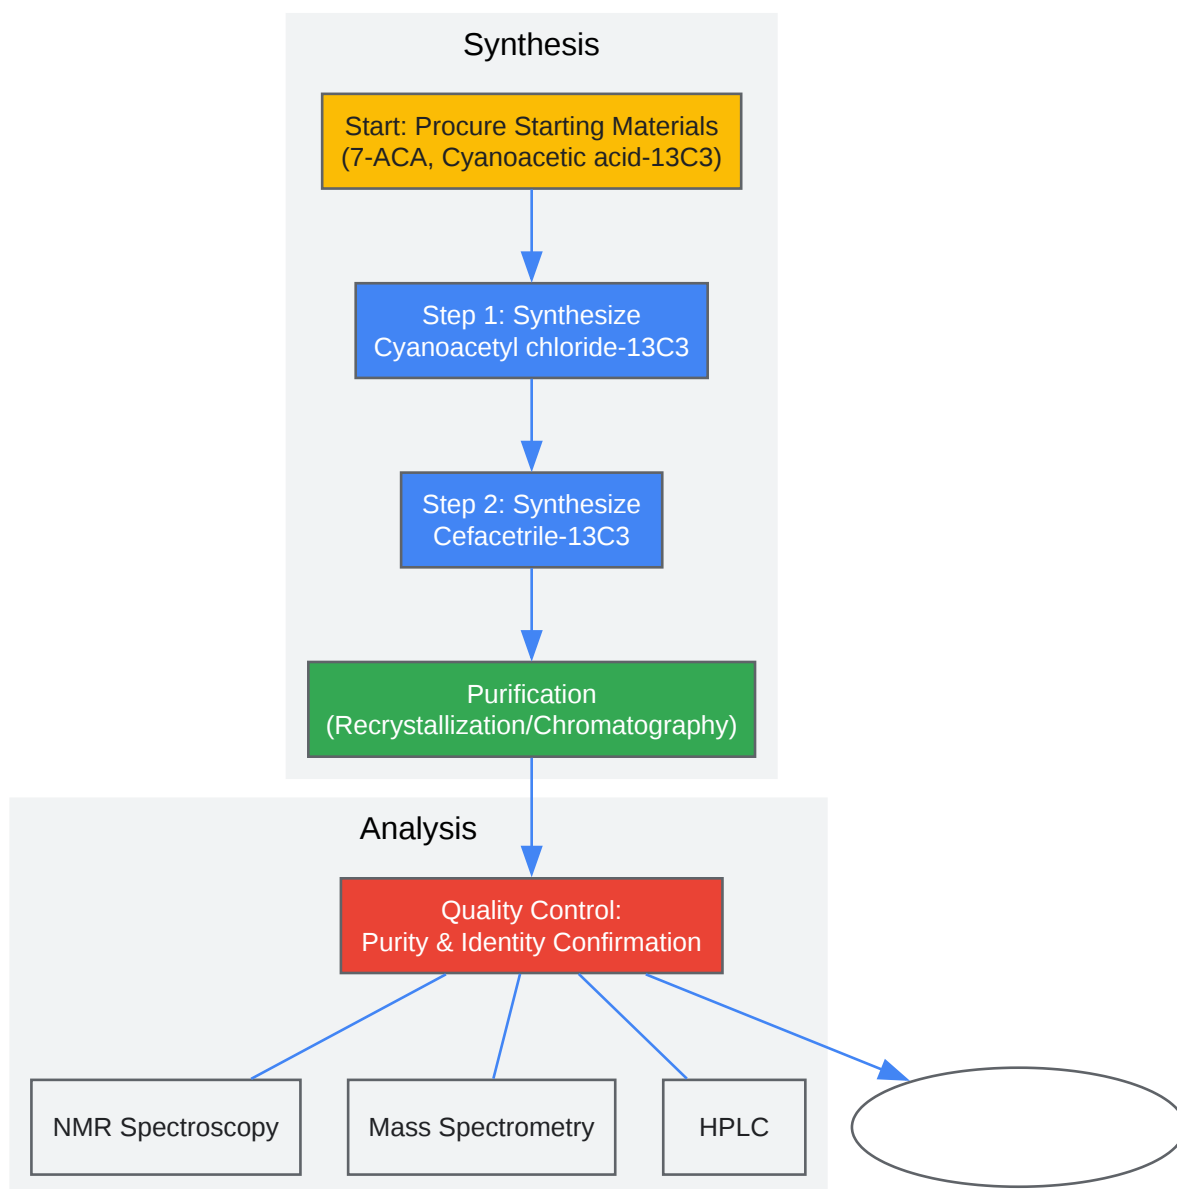 Synthesis
Start: Procure Starting Materials
(7-ACA, Cyanoacetic acid-13C3)
Step 1: Synthesize
Cyanoacetyl chloride-13C3
Step 2: Synthesize
Cefacetrile-13C3
Purification
(Recrystallization/Chromatography)
Analysis
Quality Control:
Purity & Identity Confirmation
NMR Spectroscopy
Mass Spectrometry
HPLC